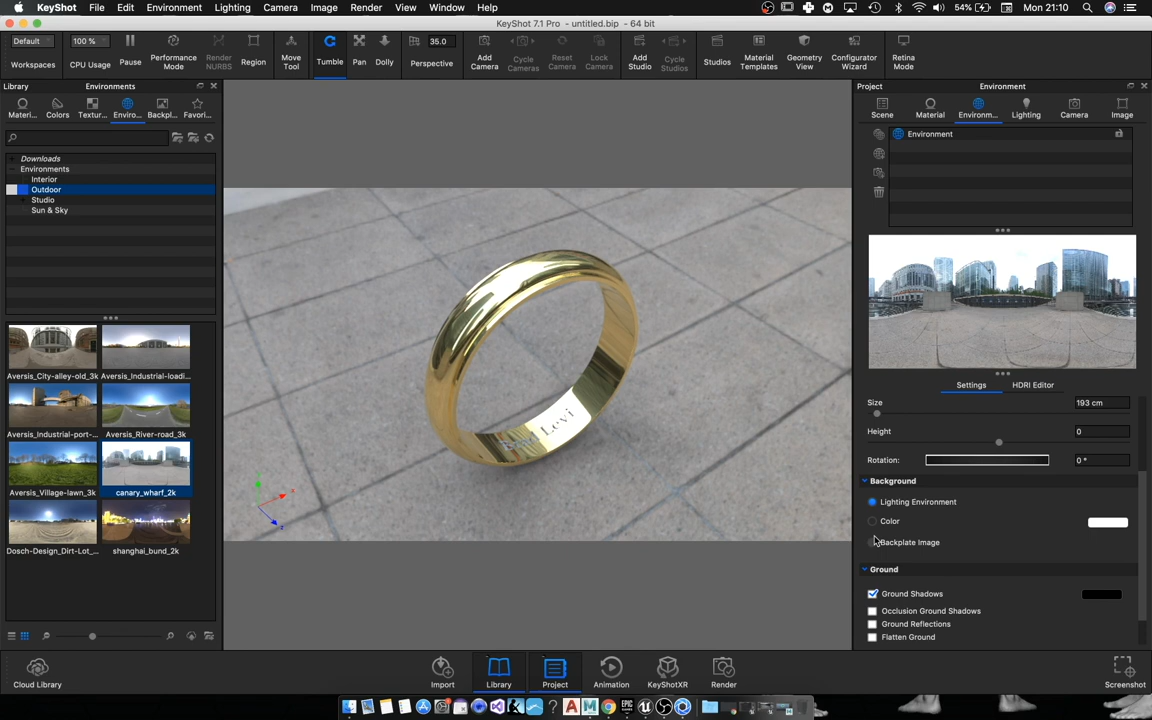 KeyShot File Edit Environment Lighting Camera Image Render View Window Help 54% Mon 21:10
KeyShot 7.1 Pro - untitled.bip - 64 bit
Default 100 % 35.0
Workspaces CPU Usage Pause Performance Mode Render NURBS Region Move Tool Tumble Pan Dolly Perspective Add Camera Cycle Cameras Reset Camera Lock Camera Add Studio Cycle Studios Studios Material Templates Geometry View Configurator Wizard Retina Mode
Library Environments
Materi... Colors Textur... Enviro... Backpl... Favori...
Downloads
Environments
Interior
Outdoor
Studio
Sun & Sky
Aversis_City-alley-old_3k Aversis_Industrial-loadi...
Aversis_Industrial-port-... Aversis_River-road_3k
Aversis_Village-lawn_3k canary_wharf_2k
Dosch-Design_Dirt-Lot_... shanghai_bund_2k
Levi
x
z
Project Environment
Scene Material Environm... Lighting Camera Image
Environment
Settings HDRI Editor
Size 193 cm
Height 0
Rotation: 0 °
Background
Lighting Environment
Color
Backplate Image
Ground
Ground Shadows
Occlusion Ground Shadows
Ground Reflections
Flatten Ground
Cloud Library Import Library Project Animation KeyShotXR Render Screenshot